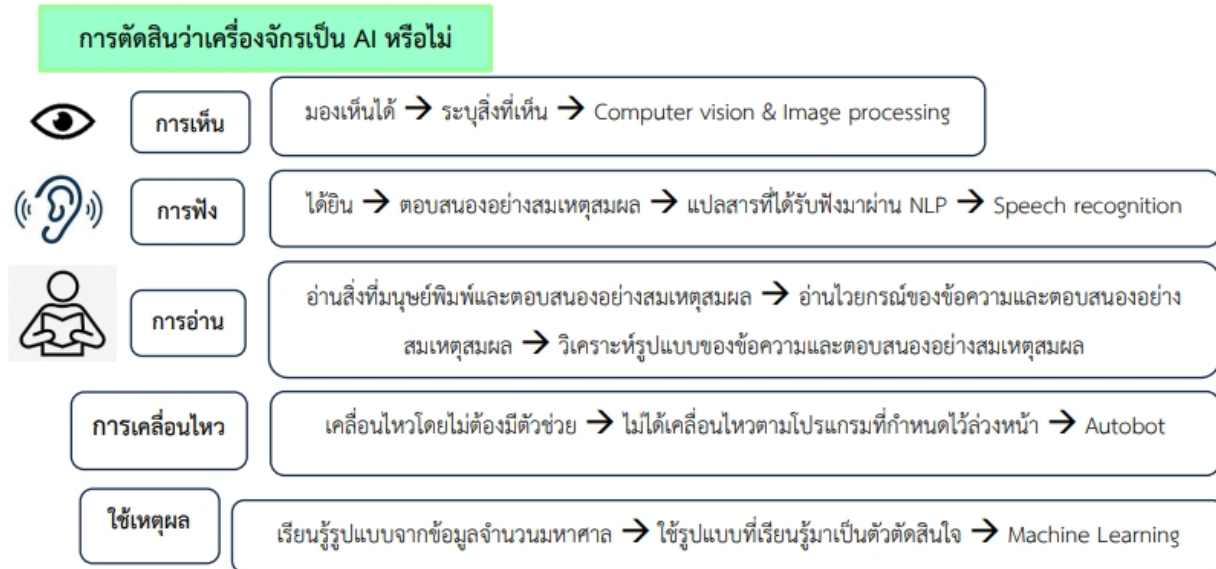 การตัดสินว่าเครื่องจักรเป็น AI หรือไม่
การเห็น
มองเห็นได้ → ระบุสิ่งที่เห็น → Computer vision & Image processing
การฟัง
ได้ยิน → ตอบสนองอย่างสมเหตุสมผล → แปลสารที่ได้รับฟังมาผ่าน NLP → Speech recognition
การอ่าน
อ่านสิ่งที่มนุษย์พิมพ์และตอบสนองอย่างสมเหตุสมผล → อ่านไวยกรณ์ของข้อความและตอบสนองอย่าง
สมเหตุสมผล → วิเคราะห์รูปแบบของข้อความและตอบสนองอย่างสมเหตุสมผล
การเคลื่อนไหว
เคลื่อนไหวโดยไม่ต้องมีตัวช่วย → ไม่ได้เคลื่อนไหวตามโปรแกรมที่กำหนดไว้ล่วงหน้า → Autobot
ใช้เหตุผล
เรียนรู้รูปแบบจากข้อมูลจำนวนมหาศาล → ใช้รูปแบบที่เรียนรู้มาเป็นตัวตัดสินใจ → Machine Learning